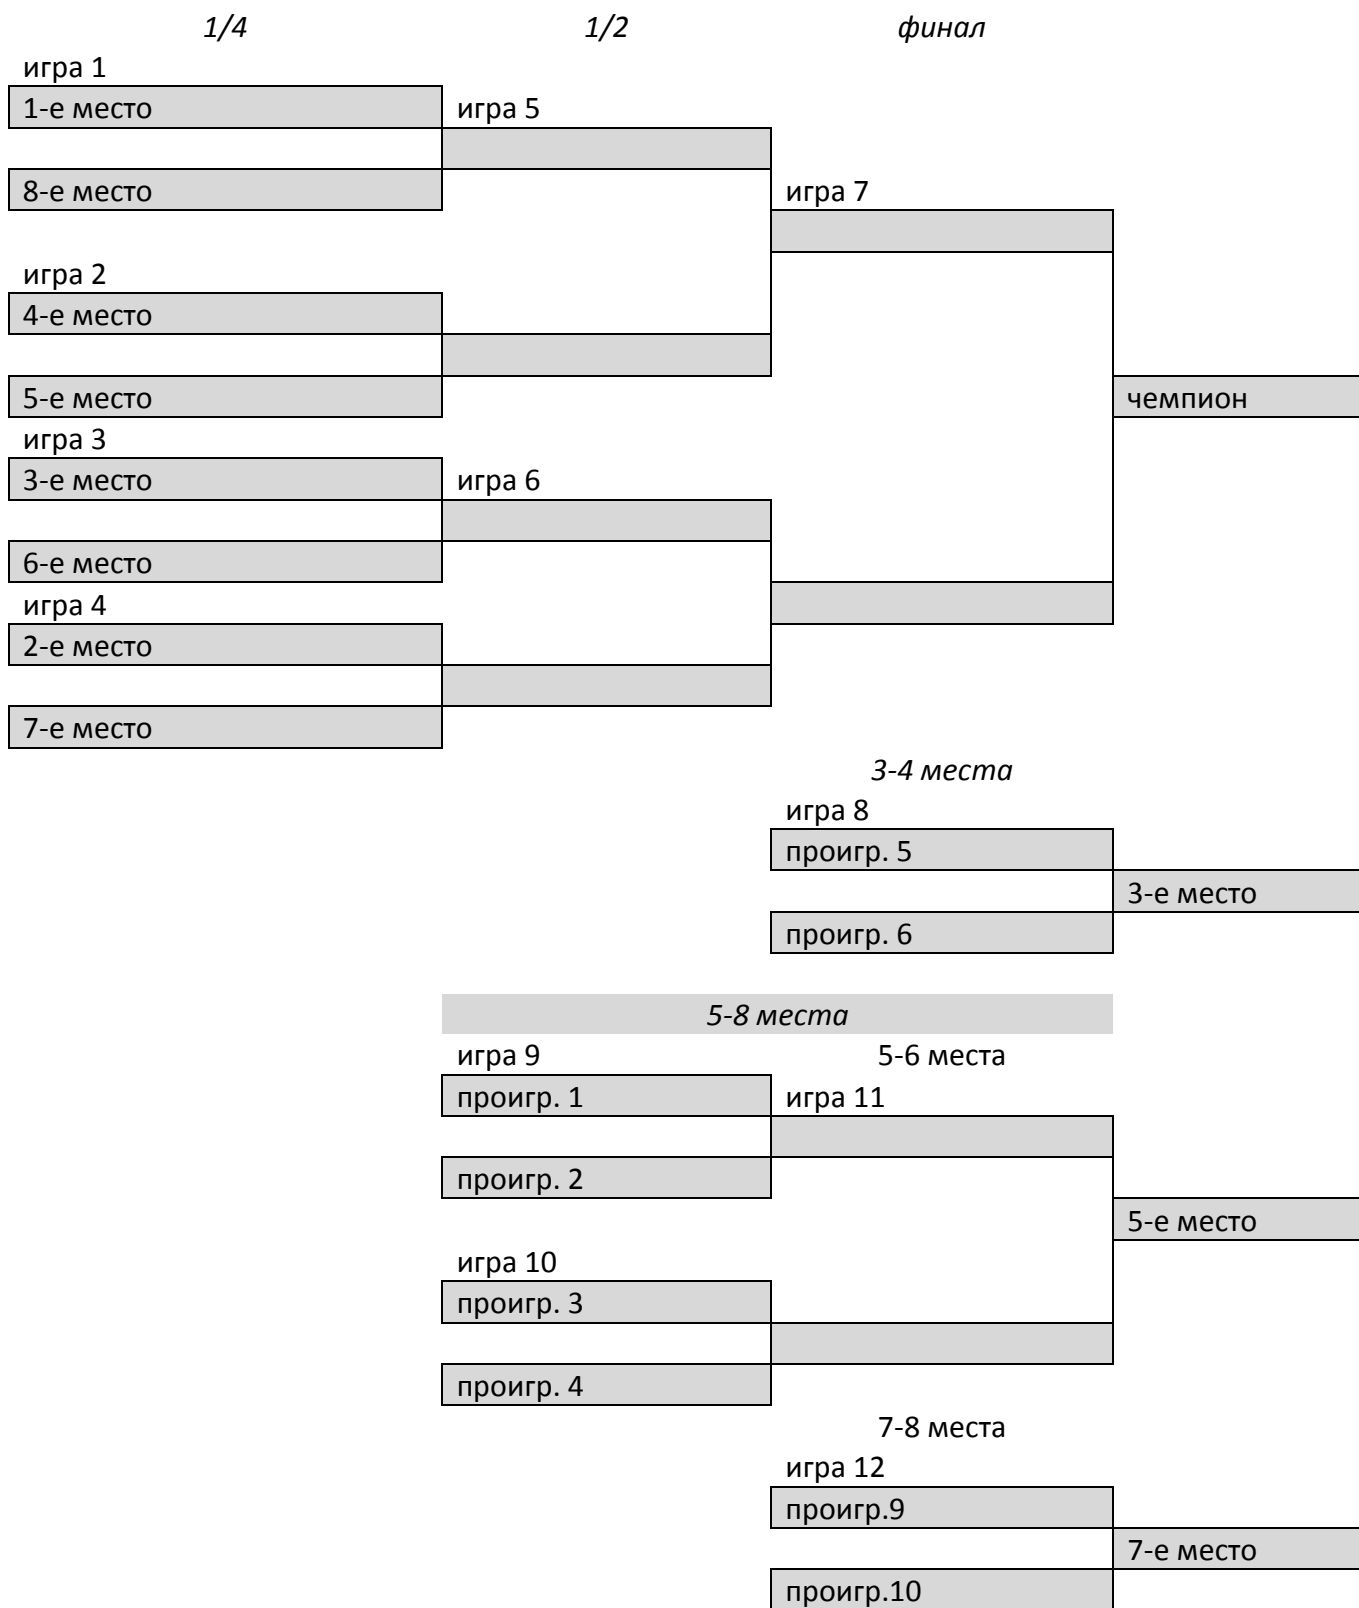 1/4 1/2 финал
игра 1
1-е место
игра 5
8-е место
игра 7
игра 2
4-е место
5-е место
чемпион
игра 3
3-е место
игра 6
6-е место
игра 4
2-е место
7-е место
3-4 места
игра 8
проигр. 5
3-е место
проигр. 6
5-8 места
игра 9
5-6 места
проигр. 1
игра 11
проигр. 2
5-е место
игра 10
проигр. 3
проигр. 4
7-8 места
игра 12
проигр.9
7-е место
проигр.10